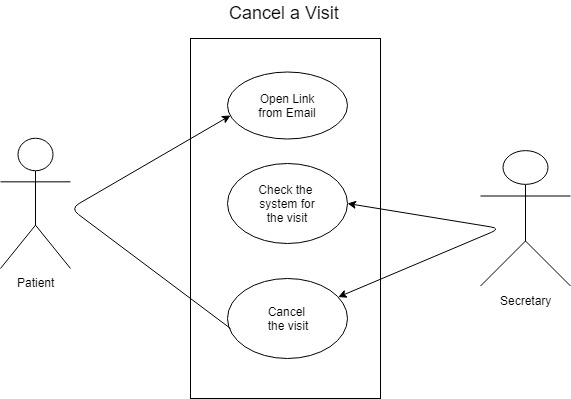 Cancel a Visit
Open Link
from Email
Check the
system for
the visit
Cancel
the visit
Patient
Secretary